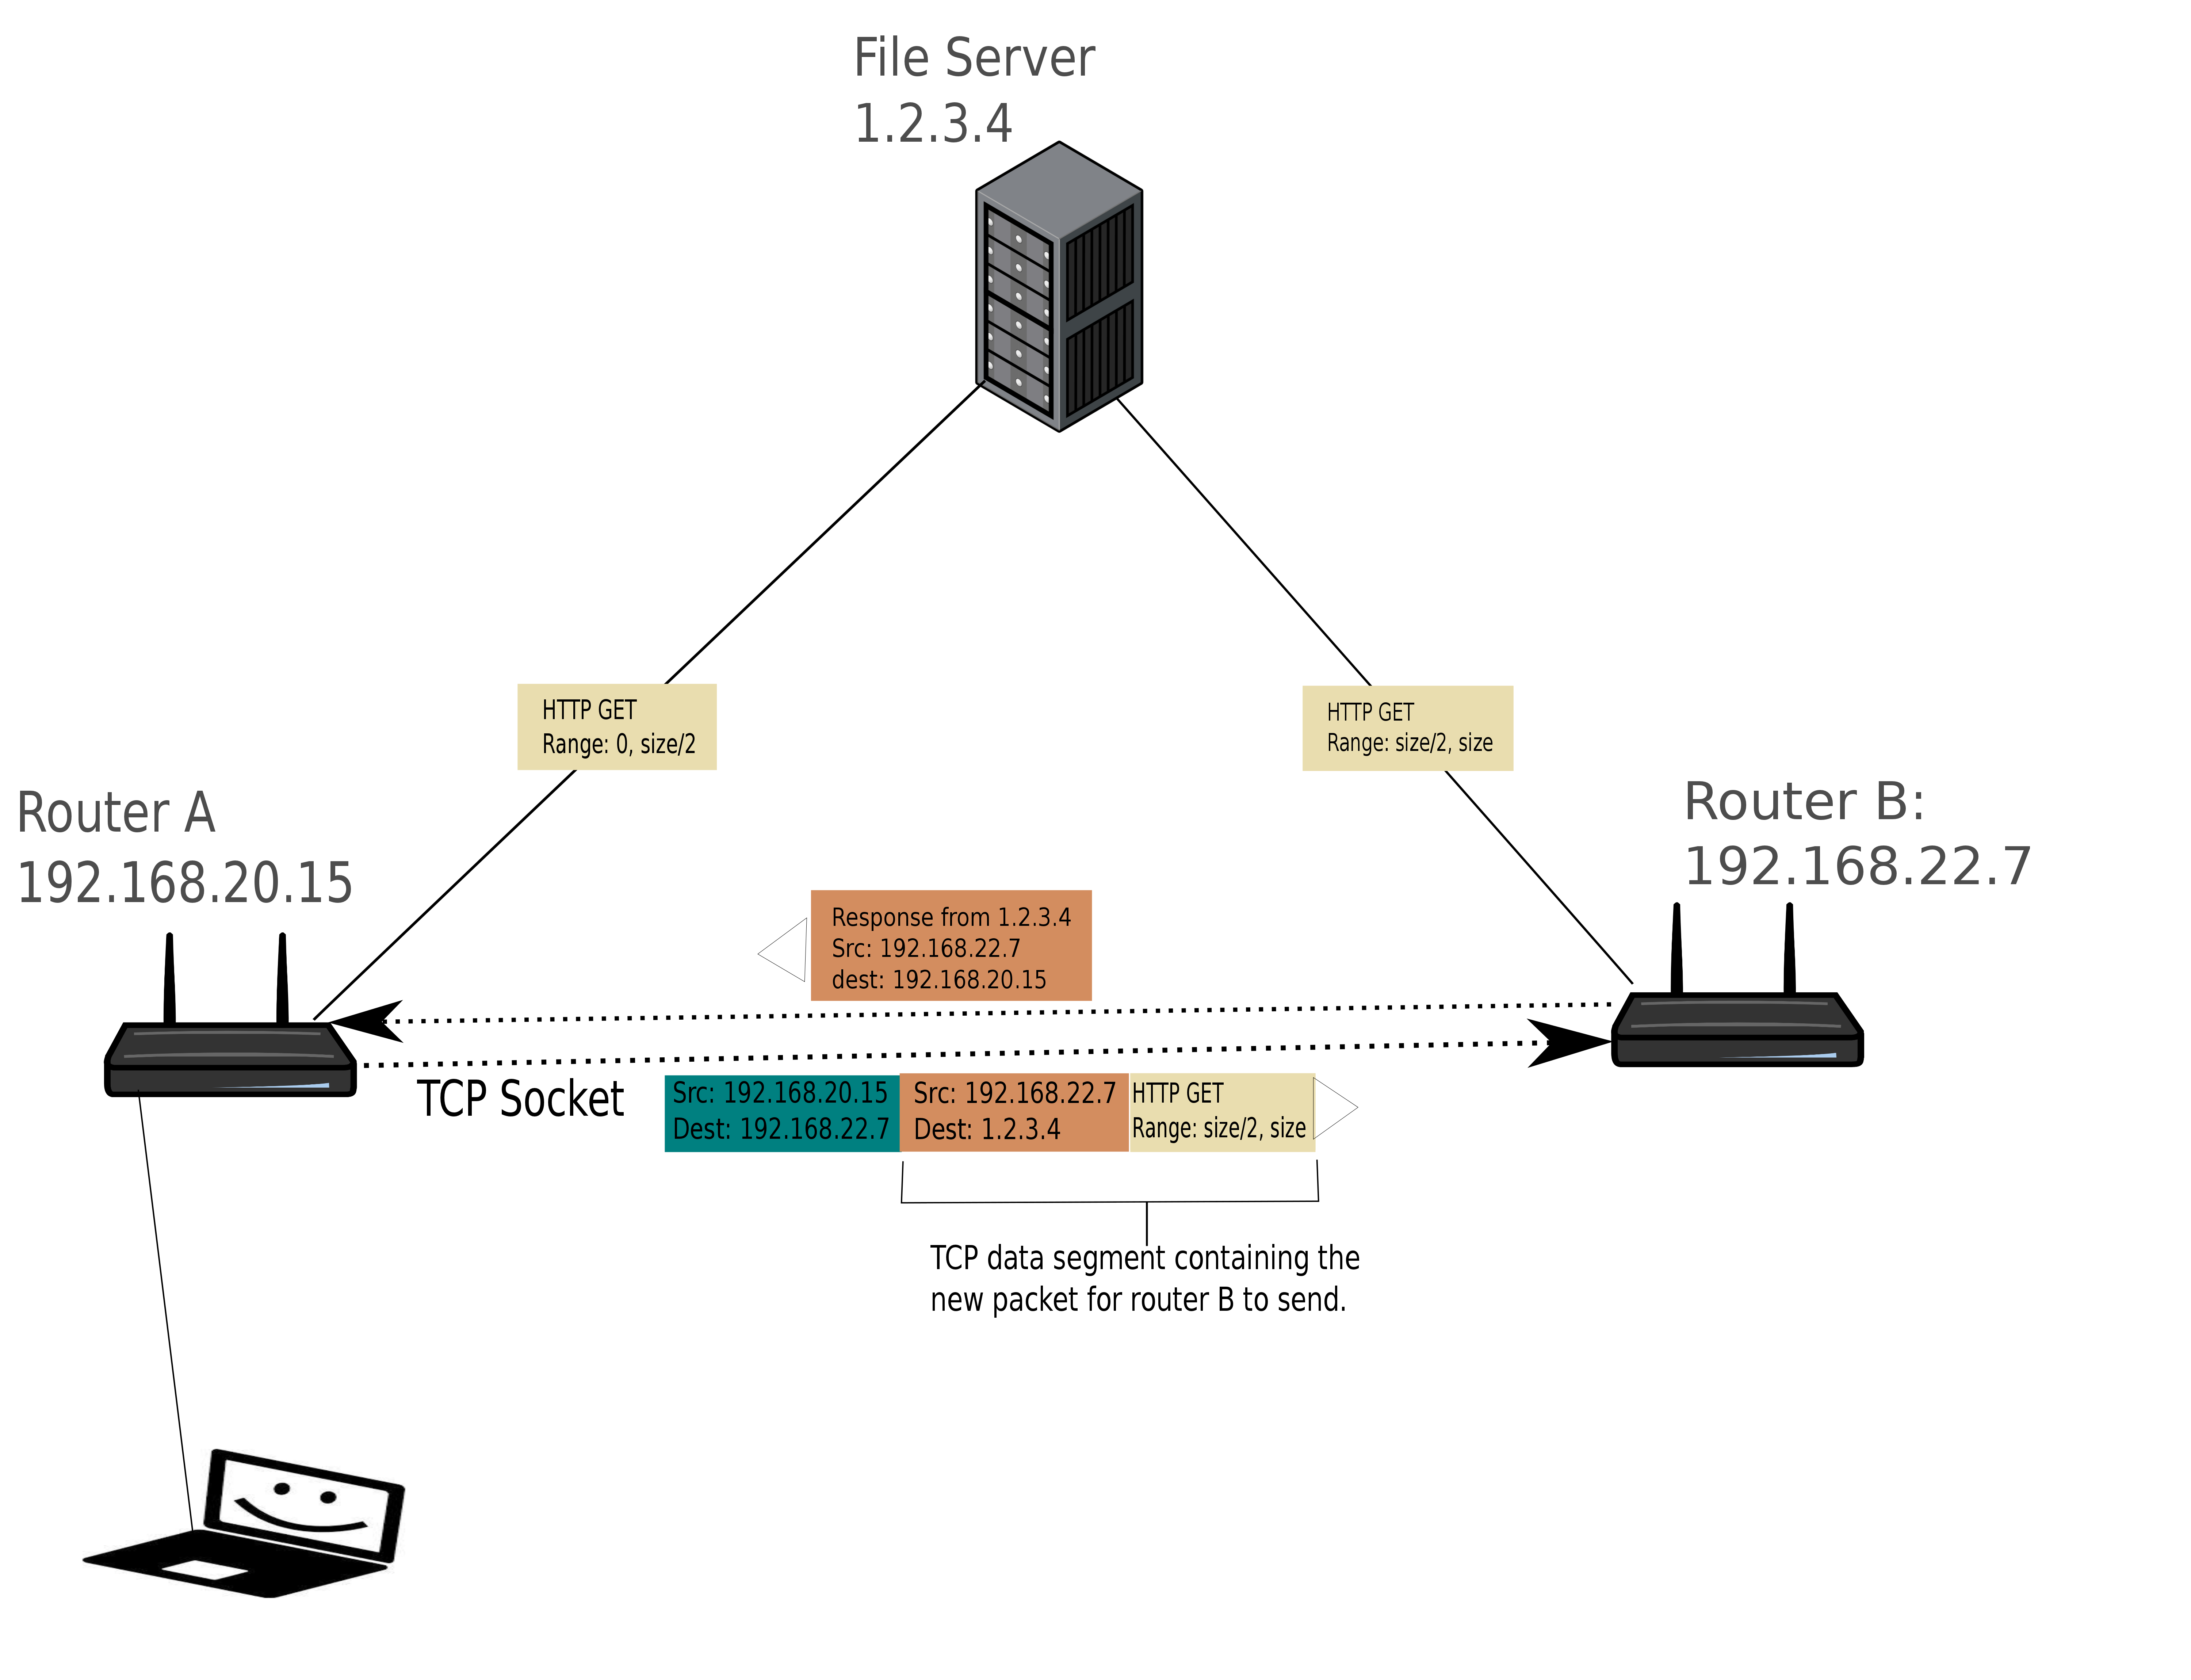 File Server
1.2.3.4
HTTP GET
Range: 0, size/2
HTTP GET
Range: size/2, size
Router A
192.168.20.15
Router B:
192.168.22.7
Response from 1.2.3.4
Src: 192.168.22.7
dest: 192.168.20.15
TCP Socket
Src: 192.168.20.15
Dest: 192.168.22.7
Src: 192.168.22.7
Dest: 1.2.3.4
HTTP GET
Range: size/2, size
TCP data segment containing the
new packet for router B to send.